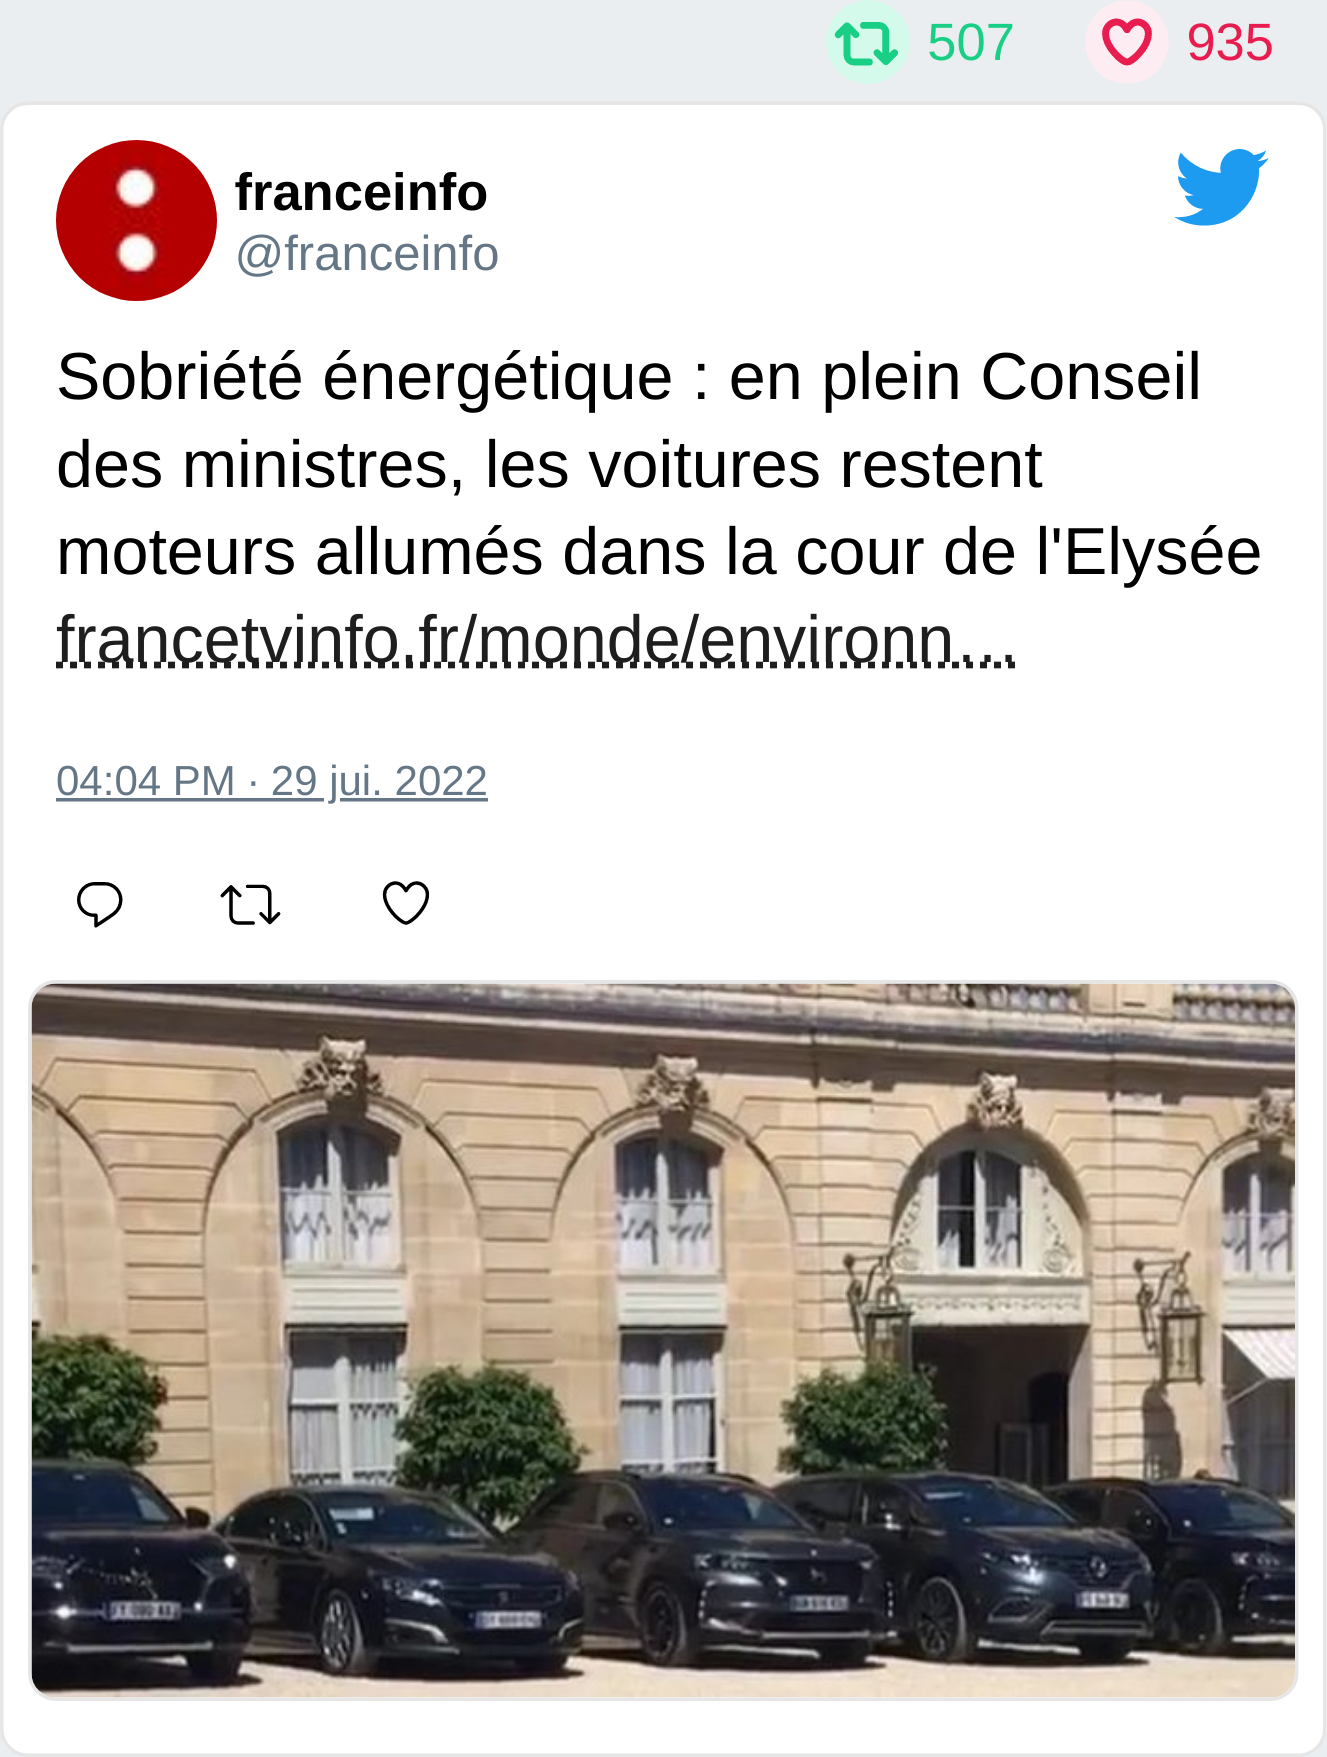 507 935
franceinfo
@franceinfo
Sobriété énergétique : en plein Conseil
des ministres, les voitures restent
moteurs allumés dans la cour de l'Elysée
francetvinfo.fr/monde/environn...
04:04 PM · 29 jui. 2022